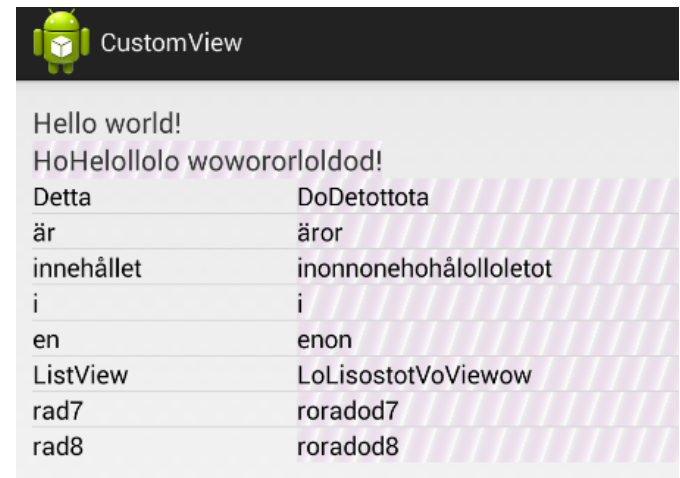 CustomView
Hello world!
HoHelollolo wowororloldod!
Detta DoDetottota
är äror
innehållet inonnonehohålolloletot
i i
en enon
ListView LoLisostotVoViewow
rad7 roradod7
rad8 roradod8